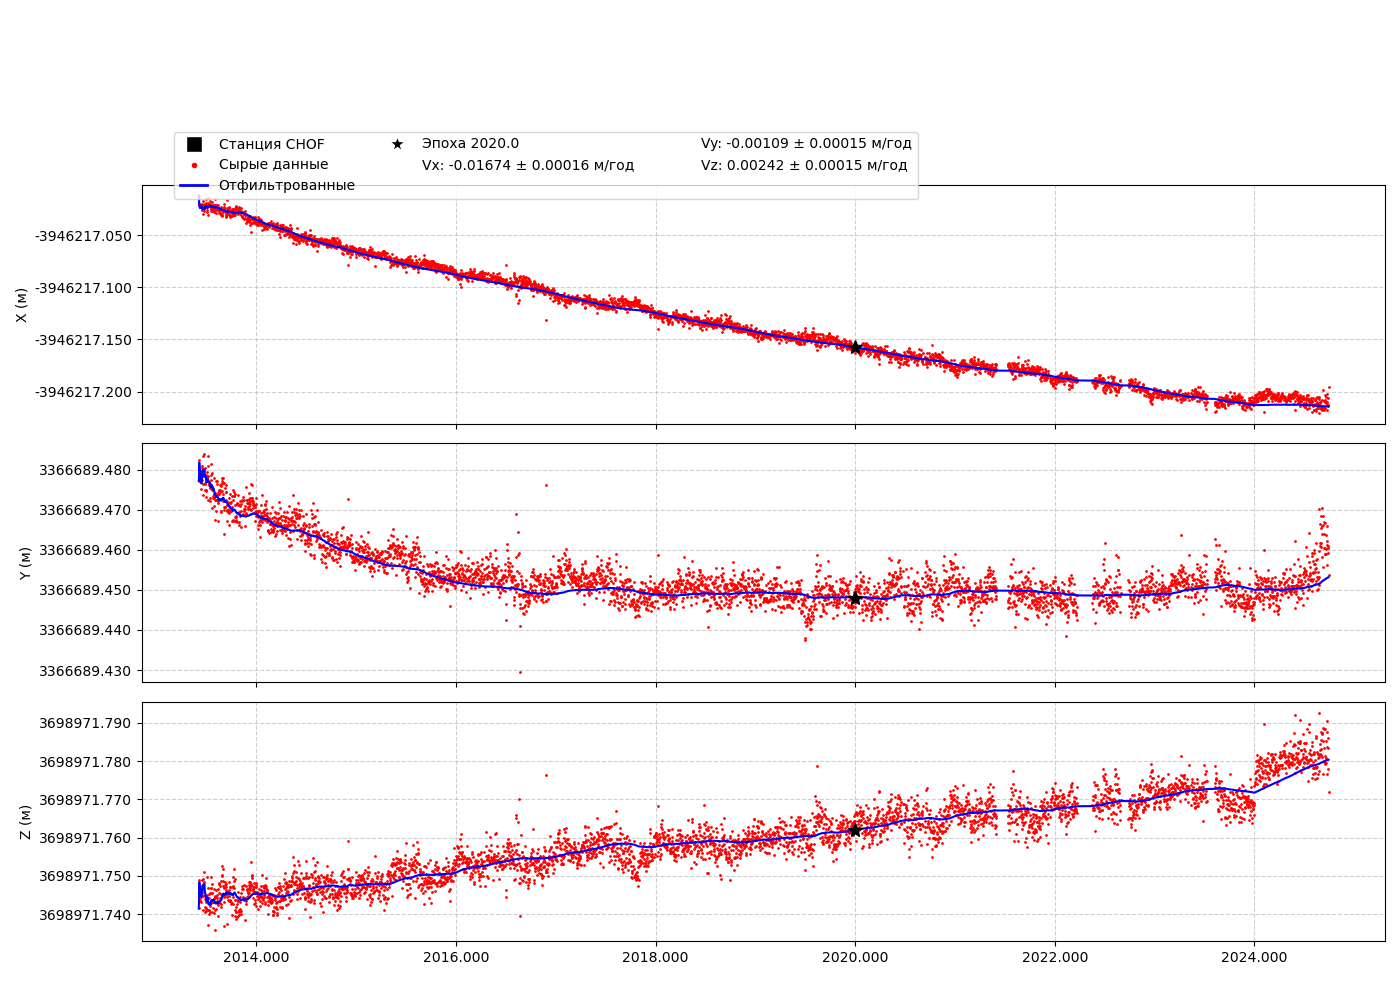 Станция CHOF
Сырые данные
Отфильтрованные
Эпоха 2020.0
Vx: -0.01674 ± 0.00016 м/год
Vy: -0.00109 ± 0.00015 м/год
Vz: 0.00242 ± 0.00015 м/год
X (м)
-3946217.050
-3946217.100
-3946217.150
-3946217.200
Y (м)
3366689.480
3366689.470
3366689.460
3366689.450
3366689.440
3366689.430
Z (м)
3698971.790
3698971.780
3698971.770
3698971.760
3698971.750
3698971.740
2014.000 2016.000 2018.000 2020.000 2022.000 2024.000